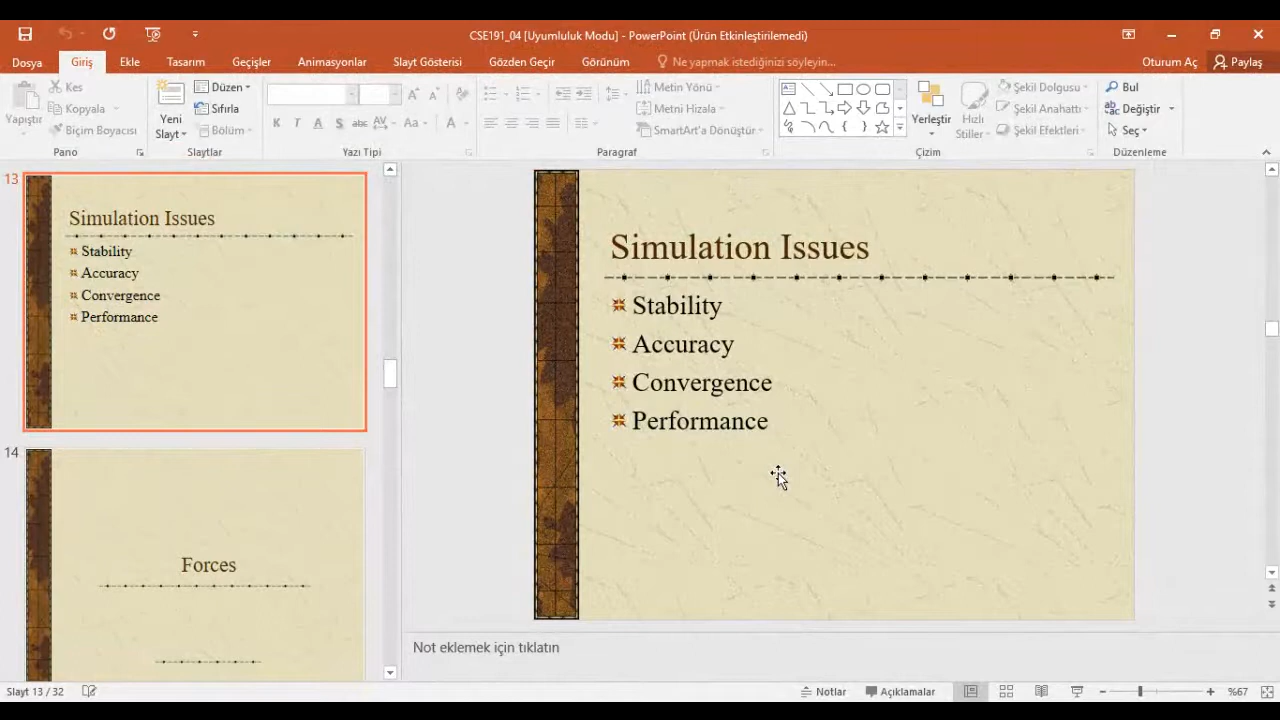 CSE191_04 [Uyumluluk Modu] - PowerPoint (Ürün Etkinleştirilemedi)
Dosya Giriş Ekle Tasarım Geçişler Animasyonlar Slayt Gösterisi Gözden Geçir Görünüm Ne yapmak istediğinizi söyleyin... Oturum Aç Paylaş
Yapıştır Kes Kopyala Biçim Boyacısı
Pano
Yeni Slayt Düzen Sıfırla Bölüm
Slaytlar
K T A S abc AV Aa A
Yazı Tipi
Metin Yönü
Metni Hizala
SmartArt'a Dönüştür
Paragraf
Yerleştir Hızlı Stiller
Şekil Dolgusu
Şekil Anahattı
Şekil Efektleri
Çizim
Bul
Değiştir
Seç
Düzenleme
13
Simulation Issues
Stability
Accuracy
Convergence
Performance
14
Forces
Simulation Issues
Stability
Accuracy
Convergence
Performance
Not eklemek için tıklatın
Slayt 13 / 32 Notlar Açıklamalar %67